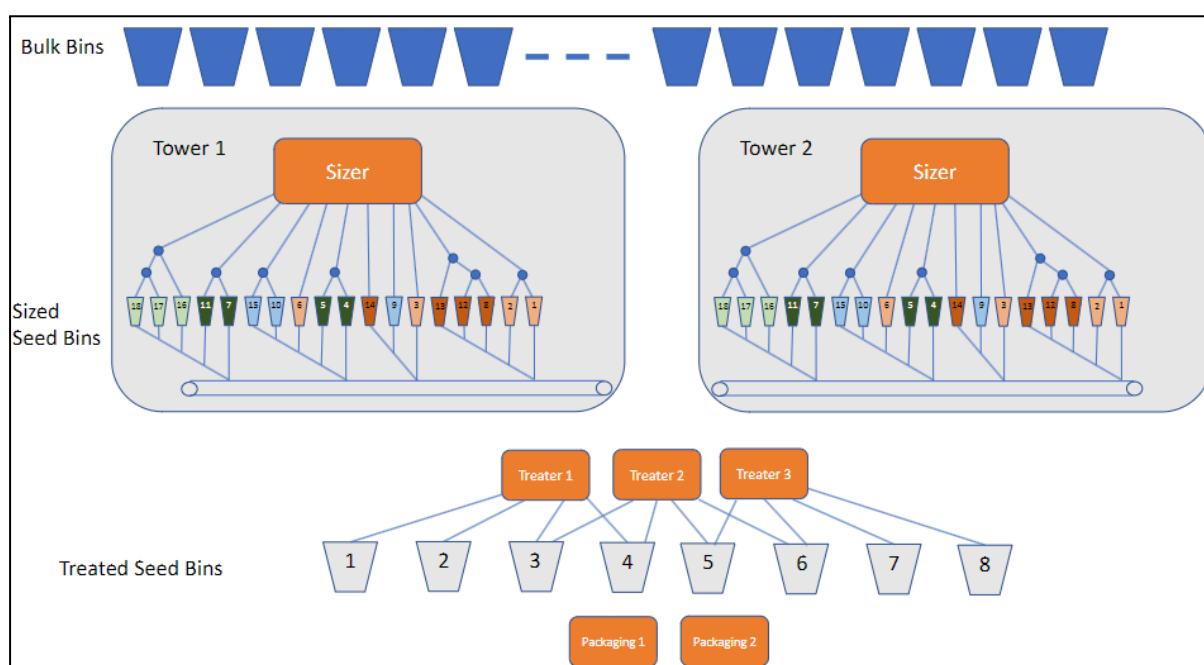 Bulk Bins
Tower 1
Tower 2
Sizer
Sizer
Sized
Seed Bins
18 17 16 11 7 15 10 6 5 4 14 9 3 13 12 8 2 1
18 17 16 11 7 15 10 6 5 4 14 9 3 13 12 8 2 1
Treater 1 Treater 2 Treater 3
Treated Seed Bins
1 2 3 4 5 6 7 8
Packaging 1 Packaging 2